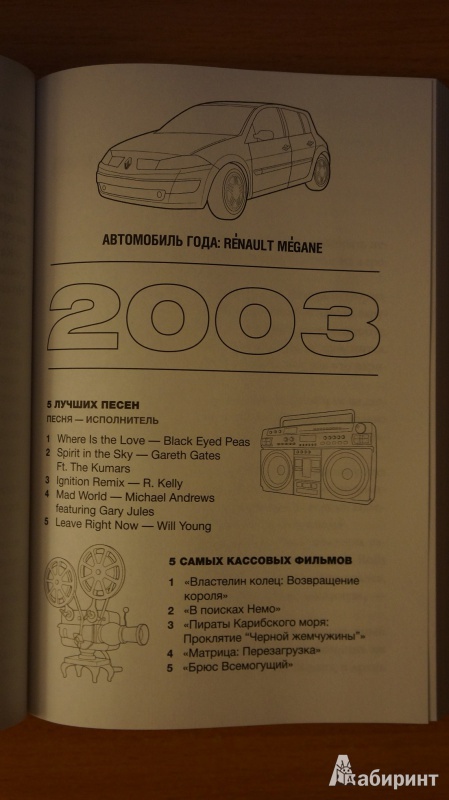 АВТОМОБИЛЬ ГОДА: RÉNAULT MÉGANE
2003
5 ЛУЧШИХ ПЕСЕН
ПЕСНЯ — ИСПОЛНИТЕЛЬ
1 Where Is the Love — Black Eyed Peas
2 Spirit in the Sky — Gareth Gates
Ft. The Kumars
3 Ignition Remix — R. Kelly
4 Mad World — Michael Andrews
featuring Gary Jules
5 Leave Right Now — Will Young
5 САМЫХ КАССОВЫХ ФИЛЬМОВ
1 «Властелин колец: Возвращение
короля»
2 «В поисках Немо»
3 «Пираты Карибского моря:
Проклятие "Черной жемчужины"»
4 «Матрица: Перезагрузка»
5 «Брюс Всемогущий»
Лабиринт